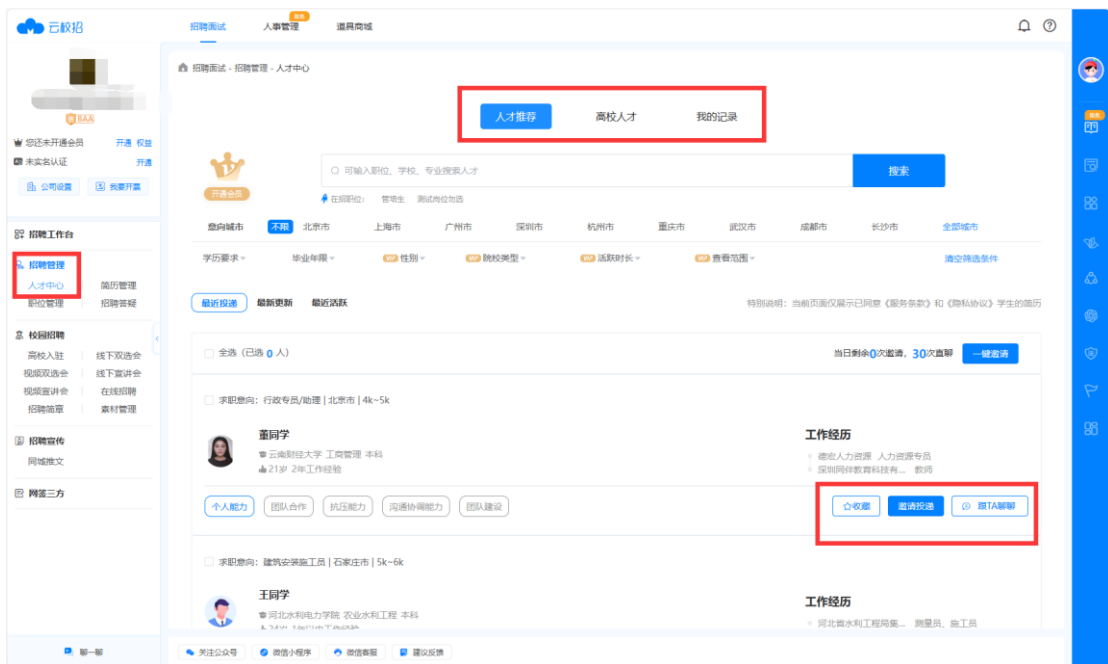 云校招
招聘面试 人事管理 道具商城
招聘面试 - 招聘管理 - 人才中心
BAA
您还未开通会员 开通 权益
未实名认证 开通
公司设置 我要开票
招聘工作台
招聘管理
人才中心 简历管理
职位管理 招聘答疑
校园招聘
高校入驻 线下双选会
视频双选会 线下宣讲会
视频宣讲会 在线招聘
招聘简章 素材管理
招聘宣传
同城推文
网签三方
聊一聊
人才推荐 高校人才 我的记录
开通会员
可输入职位、学校、专业搜索人才 搜索
在招职位: 管培生 测试岗位勿选
意向城市 不限 北京市 上海市 广州市 深圳市 杭州市 重庆市 武汉市 成都市 长沙市 全部城市
学历要求 毕业年限 VIP 性别 VIP 院校类型 VIP 活跃时长 VIP 查看范围 清空筛选条件
最近投递 最新更新 最近活跃 特别说明：当前页面仅展示已同意《服务条款》和《隐私协议》学生的简历
全选（已选 0 人） 当日剩余0次邀请，30次直聊 一键邀请
求职意向：行政专员/助理 | 北京市 | 4k~5k
董同学
云南财经大学 工商管理 本科
21岁 2年工作经验
工作经历
德宏人力资源 人力资源专员
深圳同伴教育科技有... 教师
个人能力 团队合作 抗压能力 沟通协调能力 团队建设 收藏 邀请投递 跟TA聊聊
求职意向：建筑安装施工员 | 石家庄市 | 5k~6k
王同学
河北水利电力学院 农业水利工程 本科
工作经历
河北省水利工程局集... 测量员、施工员
关注公众号 微信小程序 微信客服 建议反馈